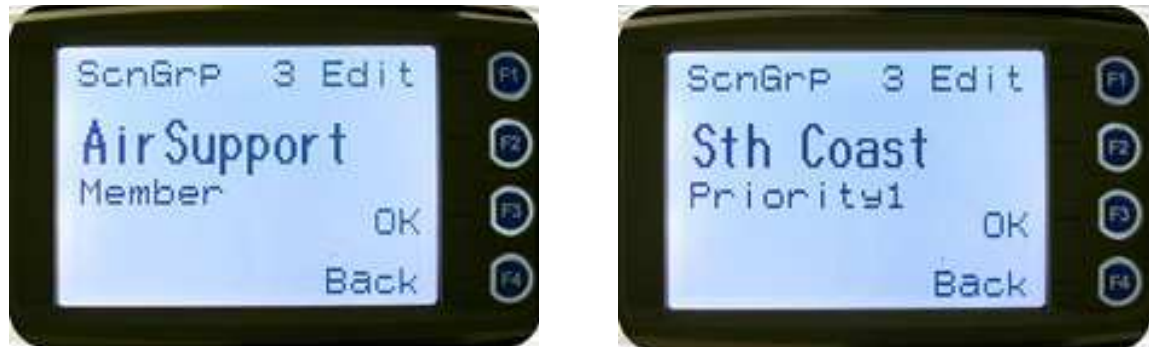 ScnGrp 3 Edit
AirSupport
Member
OK
Back
F1
F2
F3
F4
ScnGrp 3 Edit
Sth Coast
Priority1
OK
Back
F1
F2
F3
F4